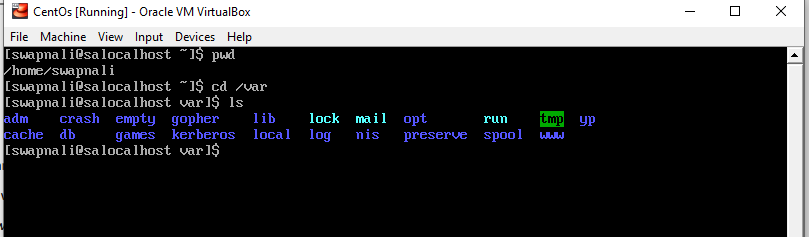 CentOs [Running] - Oracle VM VirtualBox
File Machine View Input Devices Help
[swapnali@salocalhost ~]$ pwd
/home/swapnali
[swapnali@salocalhost ~]$ cd /var
[swapnali@salocalhost var]$ ls
adm crash empty gopher lib lock mail opt run tmp yp
cache db games kerberos local log nis preserve spool www
[swapnali@salocalhost var]$